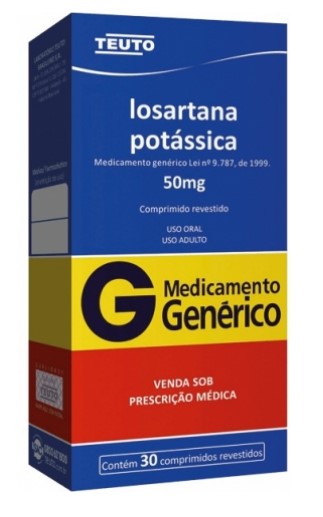 TEUTO
losartana
potássica
Medicamento genérico Lei nº 9.787, de 1999.
50mg
Comprimido revestido
USO ORAL
USO ADULTO
G Medicamento
Genérico
VENDA SOB
PRESCRIÇÃO MÉDICA
Contém 30 comprimidos revestidos